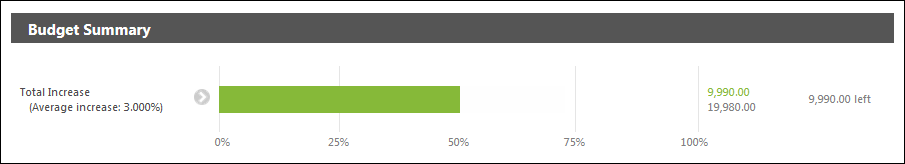 Budget Summary
Total Increase
(Average increase: 3.000%)
9,990.00
19,980.00
9,990.00 left
0%
25%
50%
75%
100%